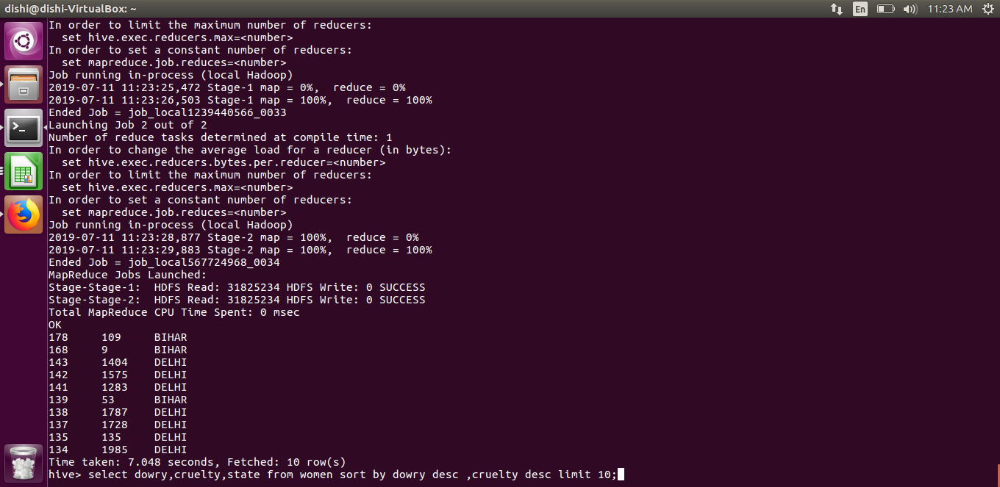 dishi@dishi-VirtualBox: ~
En
11:23 AM
In order to limit the maximum number of reducers:
  set hive.exec.reducers.max=<number>
In order to set a constant number of reducers:
  set mapreduce.job.reduces=<number>
Job running in-process (local Hadoop)
2019-07-11 11:23:25,472 Stage-1 map = 0%,  reduce = 0%
2019-07-11 11:23:26,503 Stage-1 map = 100%,  reduce = 100%
Ended Job = job_local1239440566_0033
Launching Job 2 out of 2
Number of reduce tasks determined at compile time: 1
In order to change the average load for a reducer (in bytes):
  set hive.exec.reducers.bytes.per.reducer=<number>
In order to limit the maximum number of reducers:
  set hive.exec.reducers.max=<number>
In order to set a constant number of reducers:
  set mapreduce.job.reduces=<number>
Job running in-process (local Hadoop)
2019-07-11 11:23:28,877 Stage-2 map = 100%,  reduce = 0%
2019-07-11 11:23:29,883 Stage-2 map = 100%,  reduce = 100%
Ended Job = job_local567724968_0034
MapReduce Jobs Launched:
Stage-Stage-1:  HDFS Read: 31825234 HDFS Write: 0 SUCCESS
Stage-Stage-2:  HDFS Read: 31825234 HDFS Write: 0 SUCCESS
Total MapReduce CPU Time Spent: 0 msec
OK
178     109     BIHAR
168     9       BIHAR
143     1404    DELHI
142     1575    DELHI
141     1283    DELHI
139     53      BIHAR
138     1787    DELHI
137     1728    DELHI
135     135     DELHI
134     1985    DELHI
Time taken: 7.048 seconds, Fetched: 10 row(s)
hive> select dowry,cruelty,state from women sort by dowry desc ,cruelty desc limit 10;